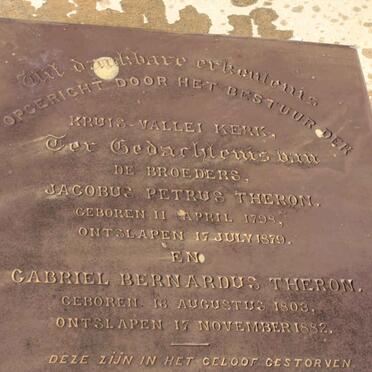 Uit dankbare erkentenis
OPGERICHT DOOR HET BESTUUR DER
KRUIS-VALLEI KERK,
Ter Gedachtenis van
DE BROEDERS,
JACOBUS PETRUS THERON.
GEBOREN 11 APRIL 1798,
ONTSLAPEN 17 JULY 1879.
EN
GABRIEL BERNARDUS THERON.
GEBOREN. 18 AUGUSTUS 1803,
ONTSLAPEN 17 NOVEMBER 1882.
DEZE ZIJN IN HET GELOOF GESTORVEN.